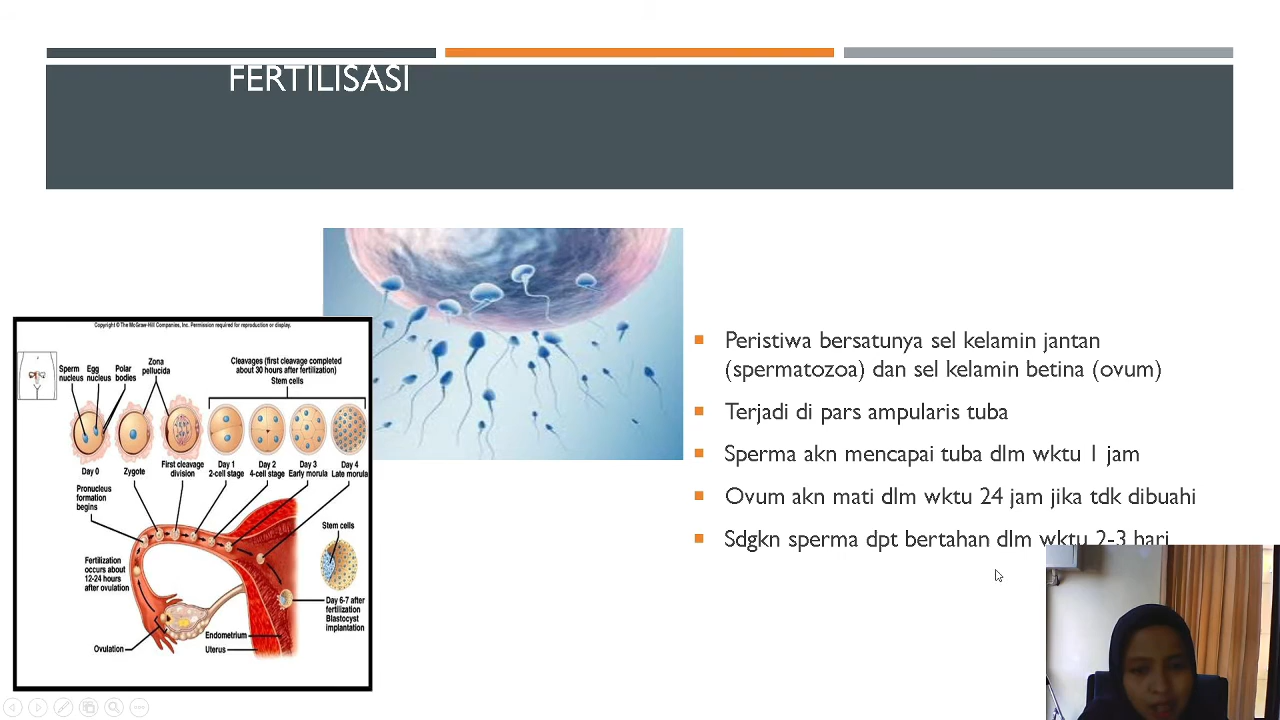 FERTILISASI
Copyright © The McGraw-Hill Companies, Inc. Permission required for reproduction or display.
Cleavages (first cleavage completed
about 30 hours after fertilization)
Stem cells
Sperm
nucleus
Egg
nucleus
Polar
bodies
Zona
pellucida
Day 0
Zygote
First cleavage
division
Day 1
2-cell stage
Day 2
4-cell stage
Day 3
Early morula
Day 4
Late morula
Pronucleus
formation
begins
Fertilization
occurs about
12-24 hours
after ovulation
Ovulation
Stem cells
Day 6-7 after
fertilization
Blastocyst
implantation
Endometrium
Uterus
Peristiwa bersatunya sel kelamin jantan
(spermatozoa) dan sel kelamin betina (ovum)
Terjadi di pars ampularis tuba
Sperma akn mencapai tuba dlm wktu 1 jam
Ovum akn mati dlm wktu 24 jam jika tdk dibuahi
Sdgkn sperma dpt bertahan dlm wktu 2-3 hari